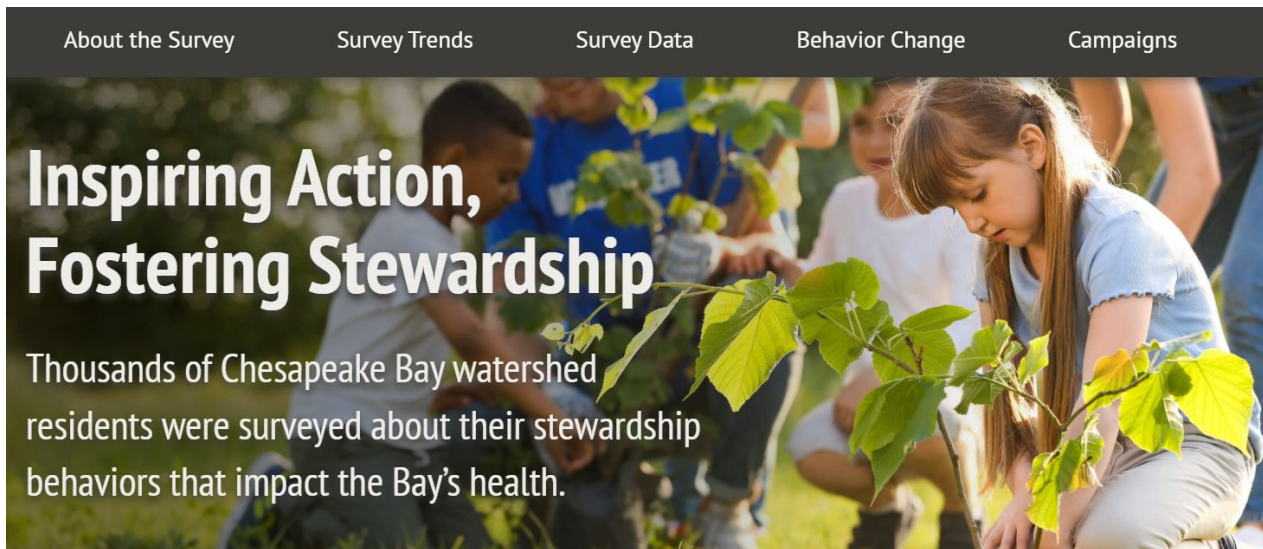 About the Survey
Survey Trends
Survey Data
Behavior Change
Campaigns
Inspiring Action,
Fostering Stewardship
Thousands of Chesapeake Bay watershed
residents were surveyed about their stewardship
behaviors that impact the Bay's health.